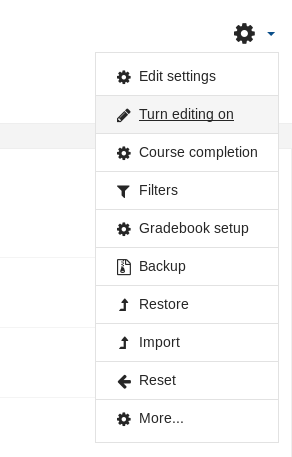 Edit settings
Turn editing on
Course completion
Filters
Gradebook setup
Backup
Restore
Import
Reset
More...